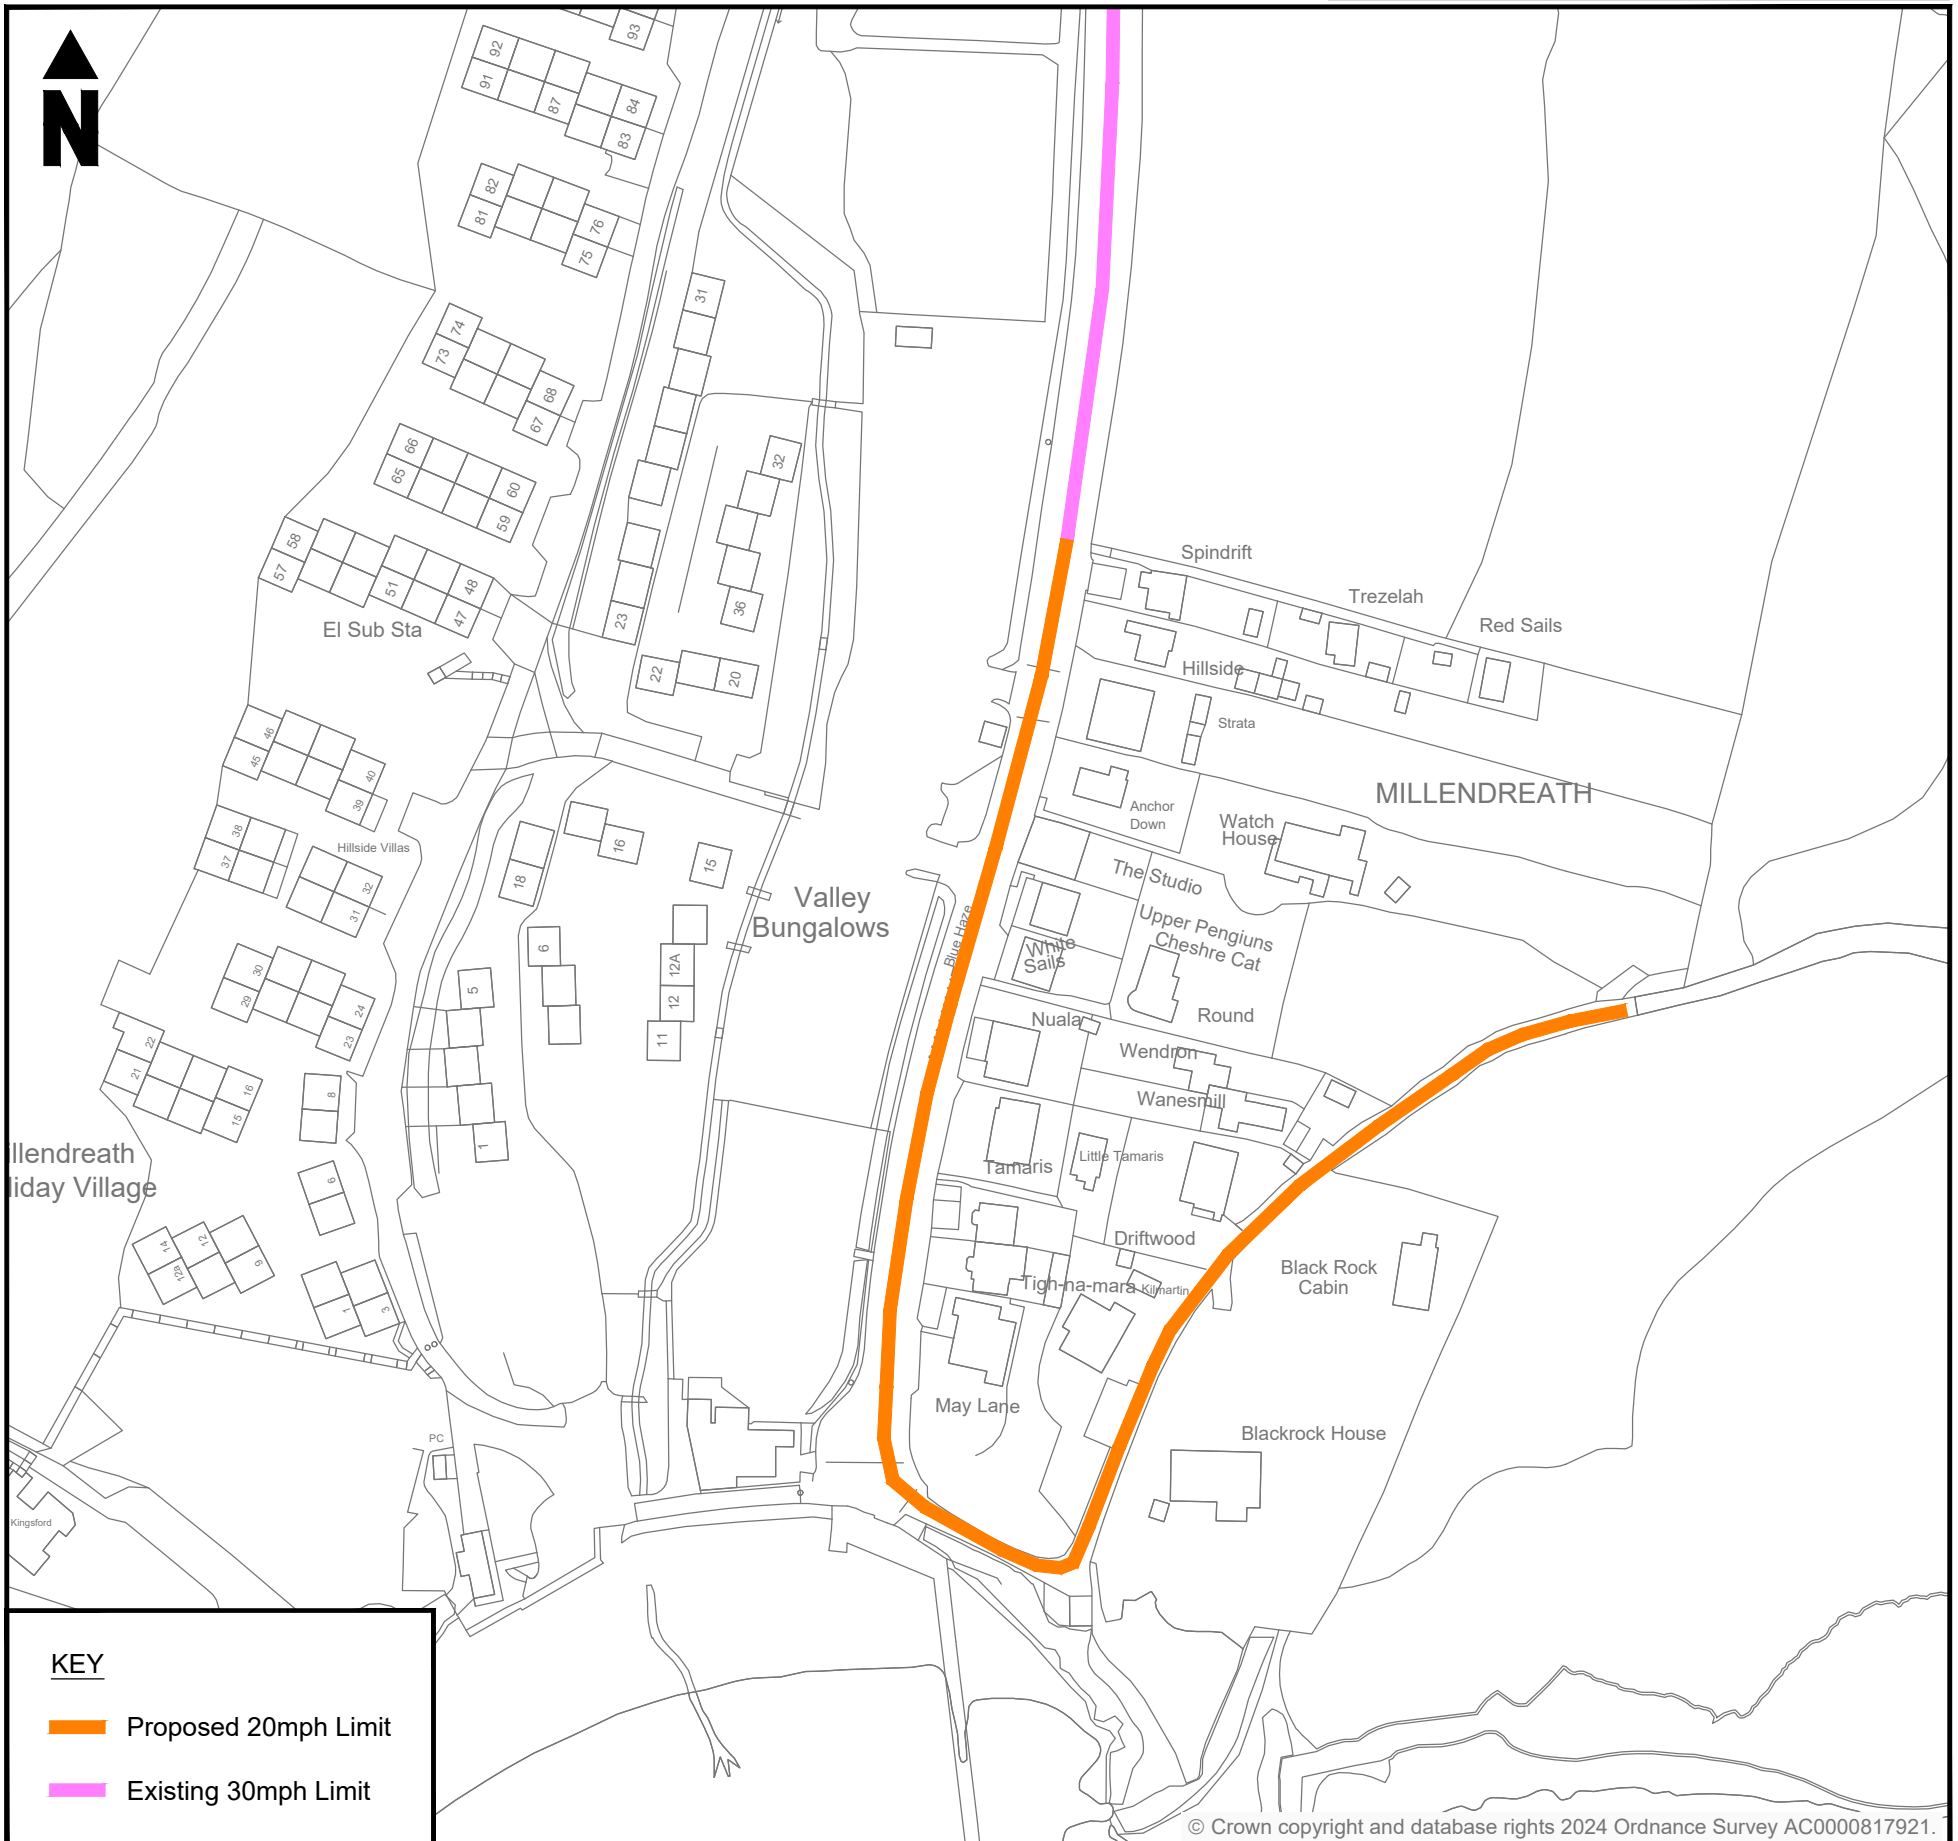 N
93
92
91
87
84
83
82
81
76
75
74
73
68
67
66
65
60
59
58
57
51
48
47
El Sub Sta
31
32
36
23
22
20
Spindrift
Trezelah
Red Sails
Hillside
Strata
MILLENDREATH
Anchor
Down
Watch
House
The Studio
Upper Pengiuns
Cheshre Cat
White
Sails
Blue Haze
Round
Nuala
Wendron
Wanesmill
Tamaris
Little Tamaris
Driftwood
Tigh-na-mara
Kilmartin
Black Rock
Cabin
May Lane
Blackrock House
46
45
40
39
38
37
Hillside Villas
32
31
30
29
24
23
22
21
16
15
8
6
14
12a
12
9
1
3
18
16
15
Valley
Bungalows
6
5
12A
12
11
1
illendreath
liday Village
PC
Kingsford
KEY
Proposed 20mph Limit
Existing 30mph Limit
© Crown copyright and database rights 2024 Ordnance Survey AC0000817921.